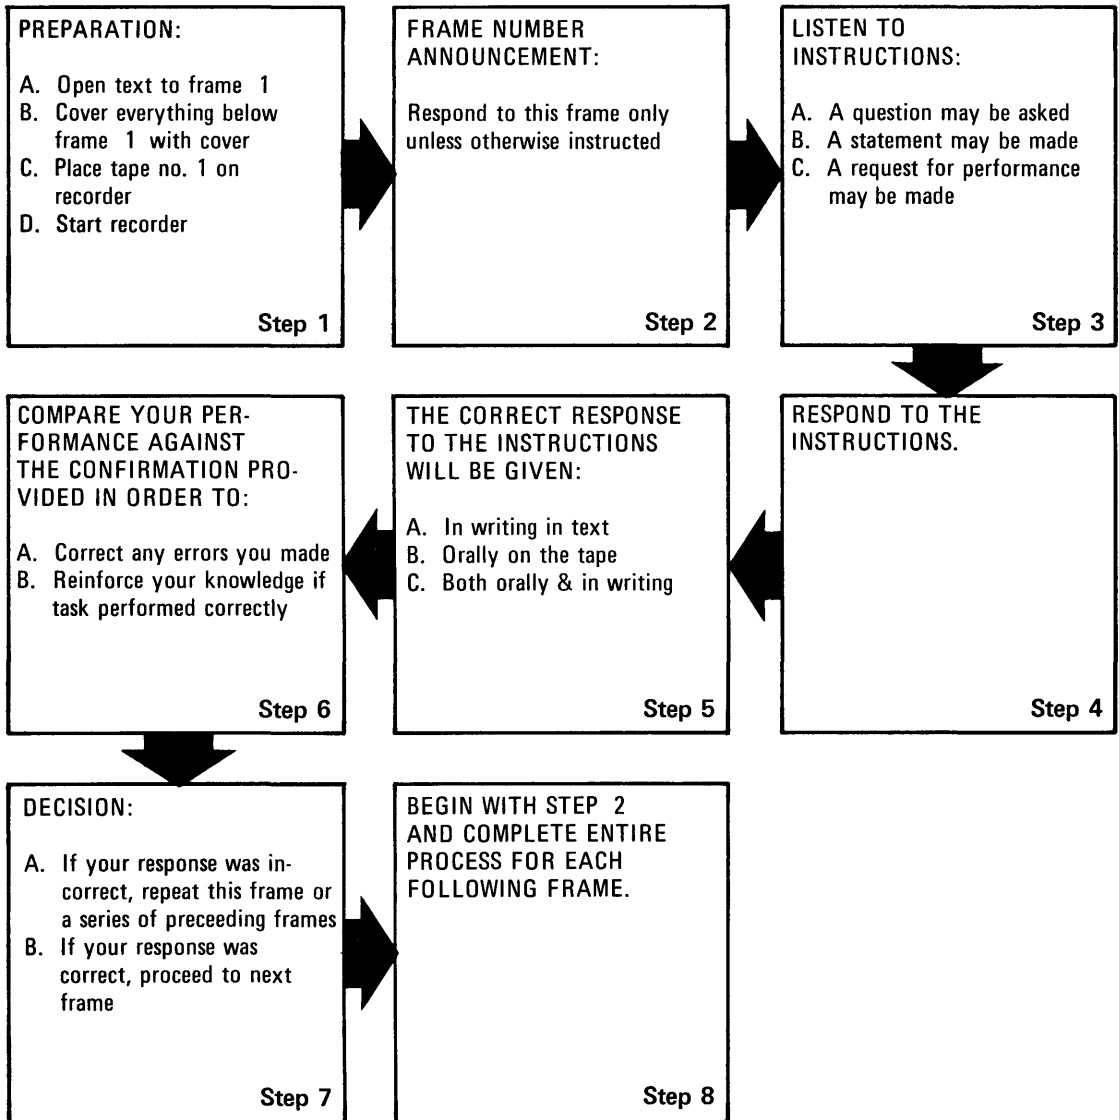 PREPARATION:
A. Open text to frame 1
B. Cover everything below
frame 1 with cover
C. Place tape no. 1 on
recorder
D. Start recorder
Step 1
FRAME NUMBER
ANNOUNCEMENT:
Respond to this frame only
unless otherwise instructed
Step 2
LISTEN TO
INSTRUCTIONS:
A. A question may be asked
B. A statement may be made
C. A request for performance
may be made
Step 3
RESPOND TO THE
INSTRUCTIONS.
Step 4
THE CORRECT RESPONSE
TO THE INSTRUCTIONS
WILL BE GIVEN:
A. In writing in text
B. Orally on the tape
C. Both orally & in writing
Step 5
COMPARE YOUR PER-
FORMANCE AGAINST
THE CONFIRMATION PRO-
VIDED IN ORDER TO:
A. Correct any errors you made
B. Reinforce your knowledge if
task performed correctly
Step 6
DECISION:
A. If your response was in-
correct, repeat this frame or
a series of preceeding frames
B. If your response was
correct, proceed to next
frame
Step 7
BEGIN WITH STEP 2
AND COMPLETE ENTIRE
PROCESS FOR EACH
FOLLOWING FRAME.
Step 8